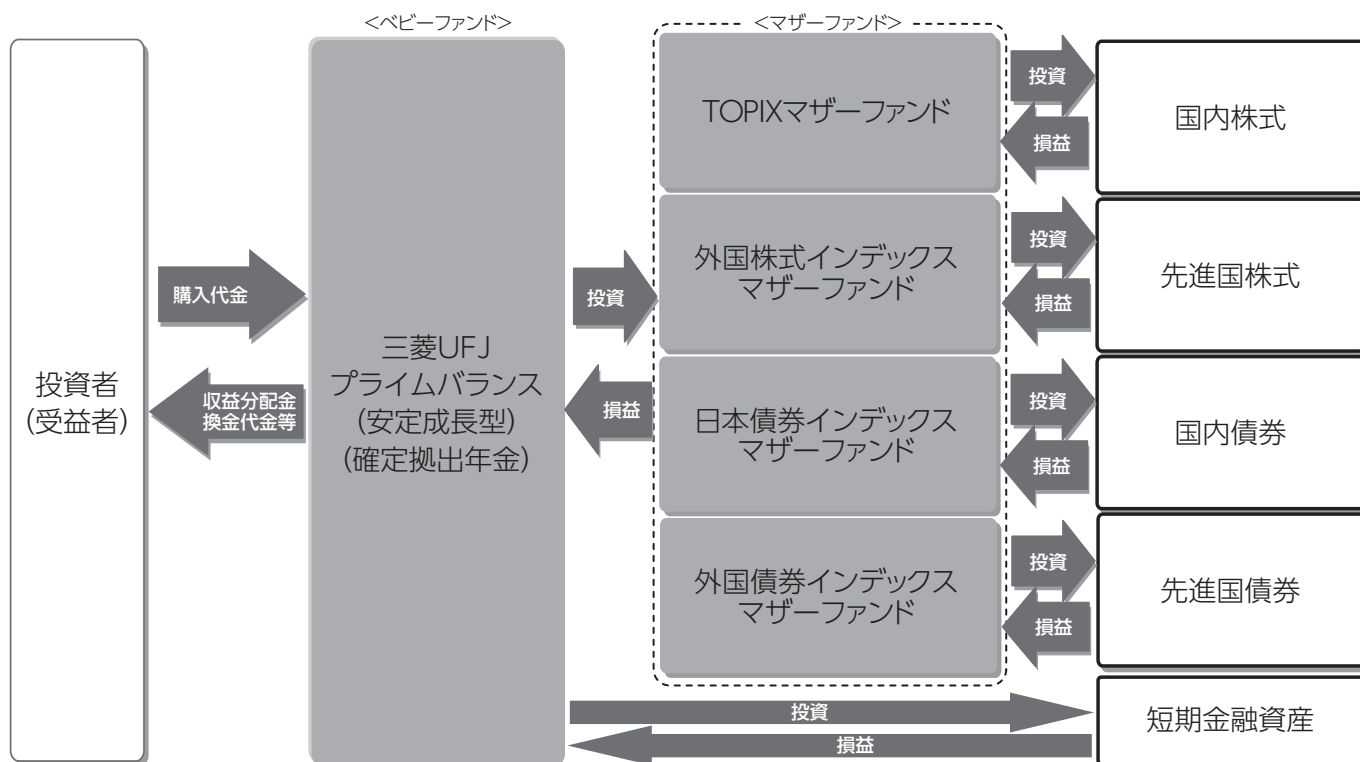 <ベビーファンド>
<マザーファンド>
投資者
(受益者)
購入代金
収益分配金
換金代金等
三菱UFJ
プライムバランス
(安定成長型)
(確定拠出年金)
投資
損益
TOPIXマザーファンド
投資
損益
国内株式
外国株式インデックス
マザーファンド
投資
損益
先進国株式
日本債券インデックス
マザーファンド
投資
損益
国内債券
外国債券インデックス
マザーファンド
投資
損益
先進国債券
投資
損益
短期金融資産